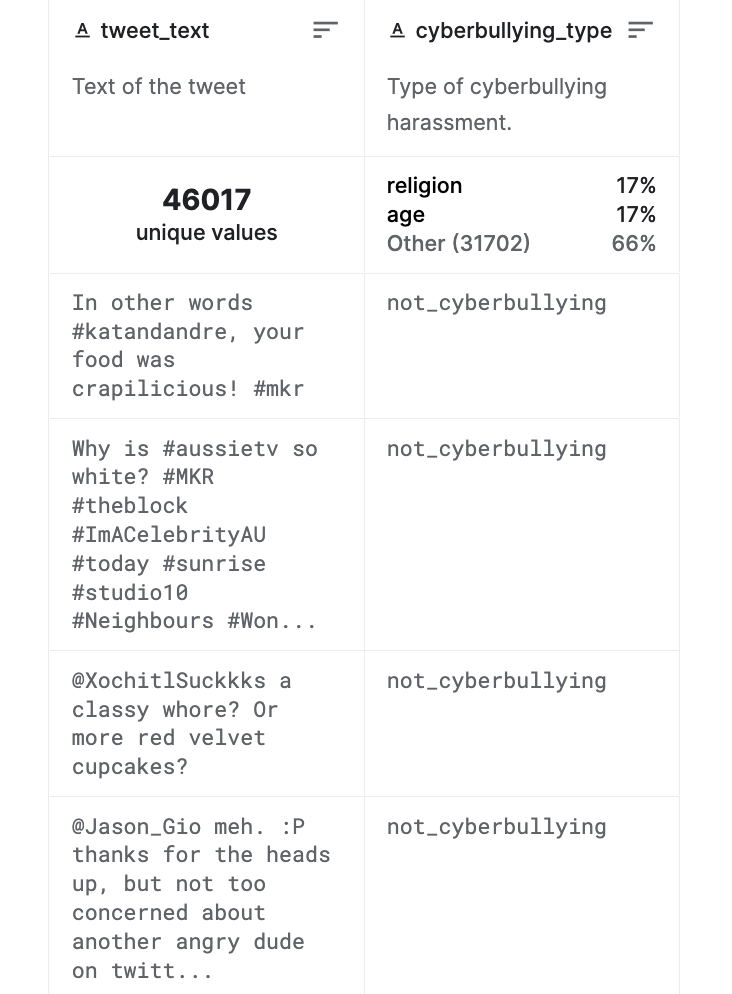 A tweet_text
A cyberbullying_type
Text of the tweet
Type of cyberbullying
harassment.
46017
unique values
religion 17%
age 17%
Other (31702) 66%
In other words
#katandandre, your
food was
crapilicious! #mkr
not_cyberbullying
Why is #aussietv so
white? #MKR
#theblock
#ImACelebrityAU
#today #sunrise
#studio10
#Neighbours #Won...
not_cyberbullying
@XochitlSuckkks a
classy whore? Or
more red velvet
cupcakes?
not_cyberbullying
@Jason_Gio meh. :P
thanks for the heads
up, but not too
concerned about
another angry dude
on twitt...
not_cyberbullying